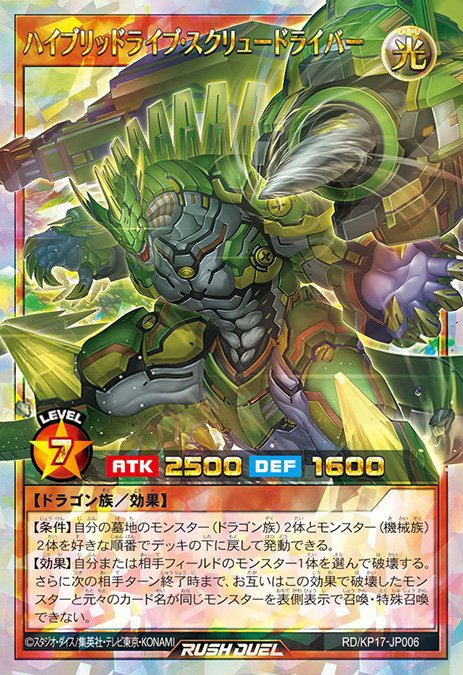 ハイブリッドライブ・スクリュードライバー
ひかり
光
LEVEL
7
ATK 2500 DEF 1600
【ドラゴン族／効果】
【条件】自分の墓地のモンスター(ドラゴン族)2体とモンスター(機械族)
2体を好きな順番でデッキの下に戻して発動できる。
【効果】自分または相手フィールドのモンスター1体を選んで破壊する。
さらに次の相手ターン終了時まで、お互いはこの効果で破壊したモン
スターと元々のカード名が同じモンスターを表側表示で召喚・特殊召喚
できない。
©スタジオ・ダイス/集英社・テレビ東京・KONAMI
RUSH DUEL
RD/KP17-JP006